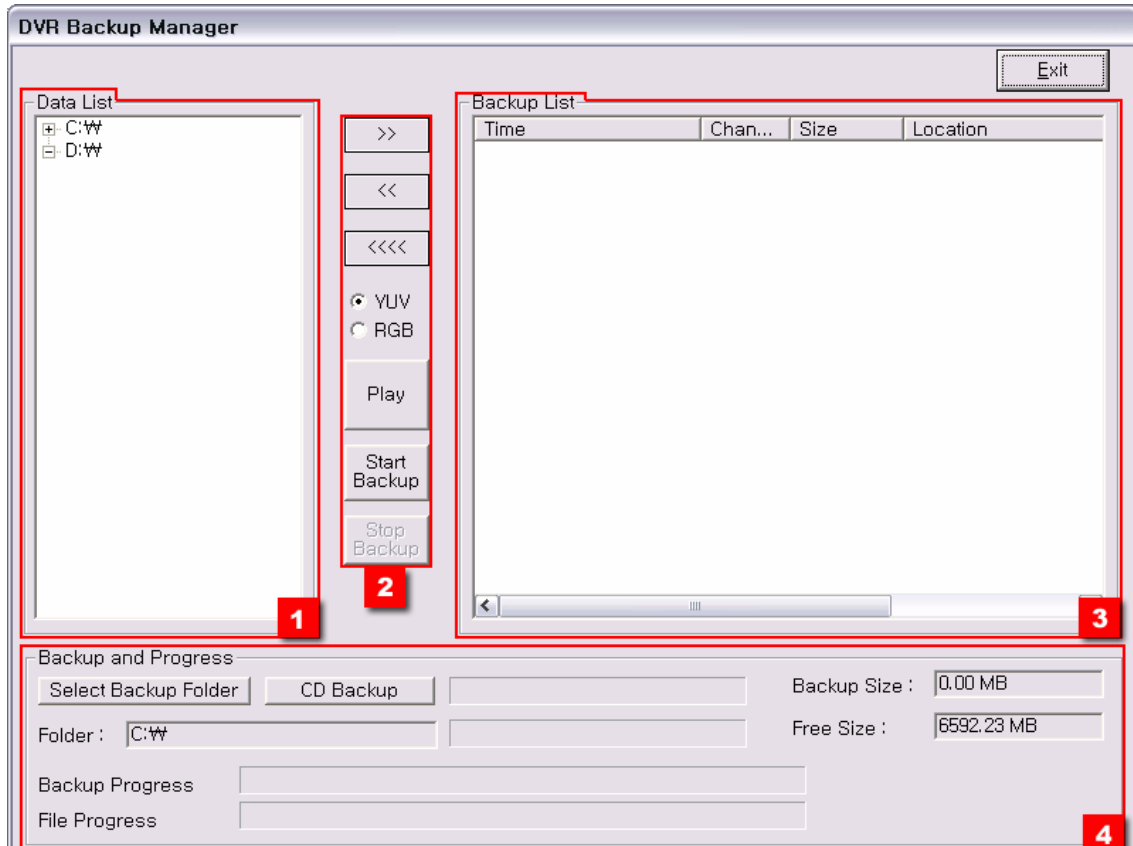 DVR Backup Manager
Exit
Data List
C:₩
D:₩
1
>>
<<
<<<<
YUV
RGB
Play
Start
Backup
Stop
Backup
2
Backup List
Time Chan... Size Location
3
Backup and Progress
Select Backup Folder CD Backup
Backup Size : 0.00 MB
Folder : C:₩
Free Size : 6592.23 MB
Backup Progress
File Progress
4